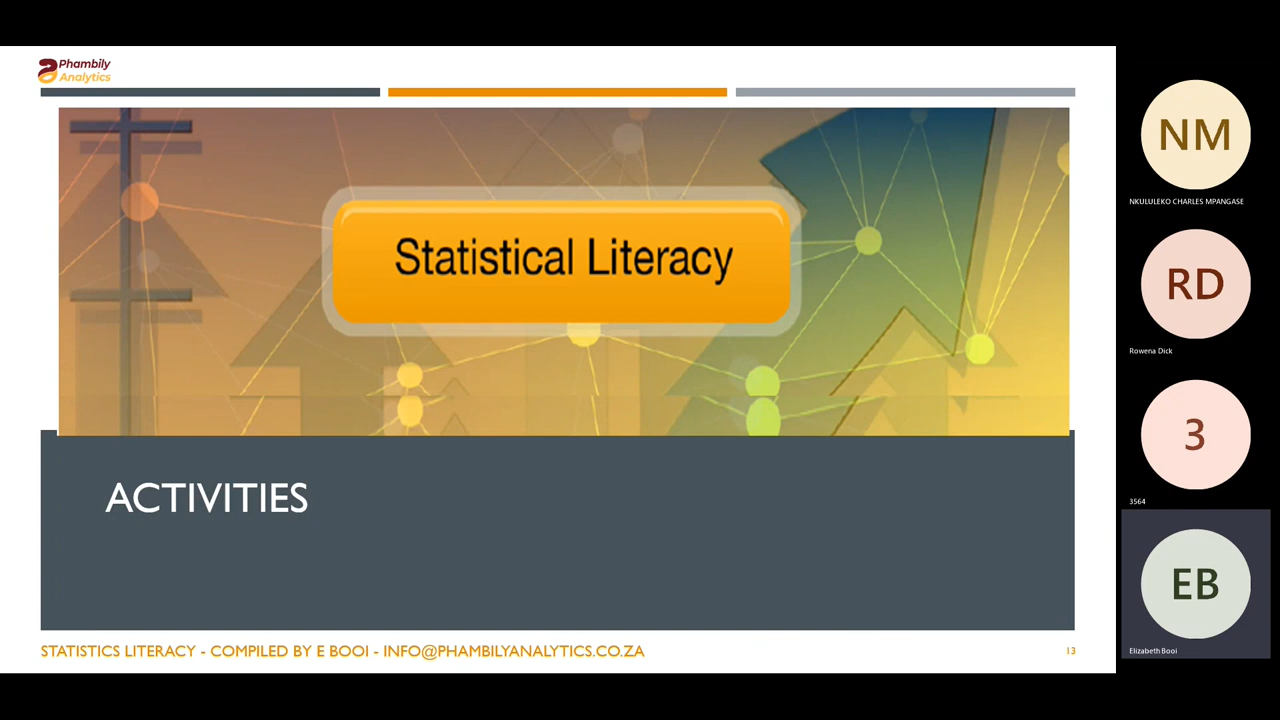 Phambily
Analytics
Statistical Literacy
ACTIVITIES
STATISTICS LITERACY - COMPILED BY E BOOI - INFO@PHAMBILYANALYTICS.CO.ZA
13
NM
NKULULEKO CHARLES MPANGASE
RD
Rowena Dick
3
3564
EB
Elizabeth Booi